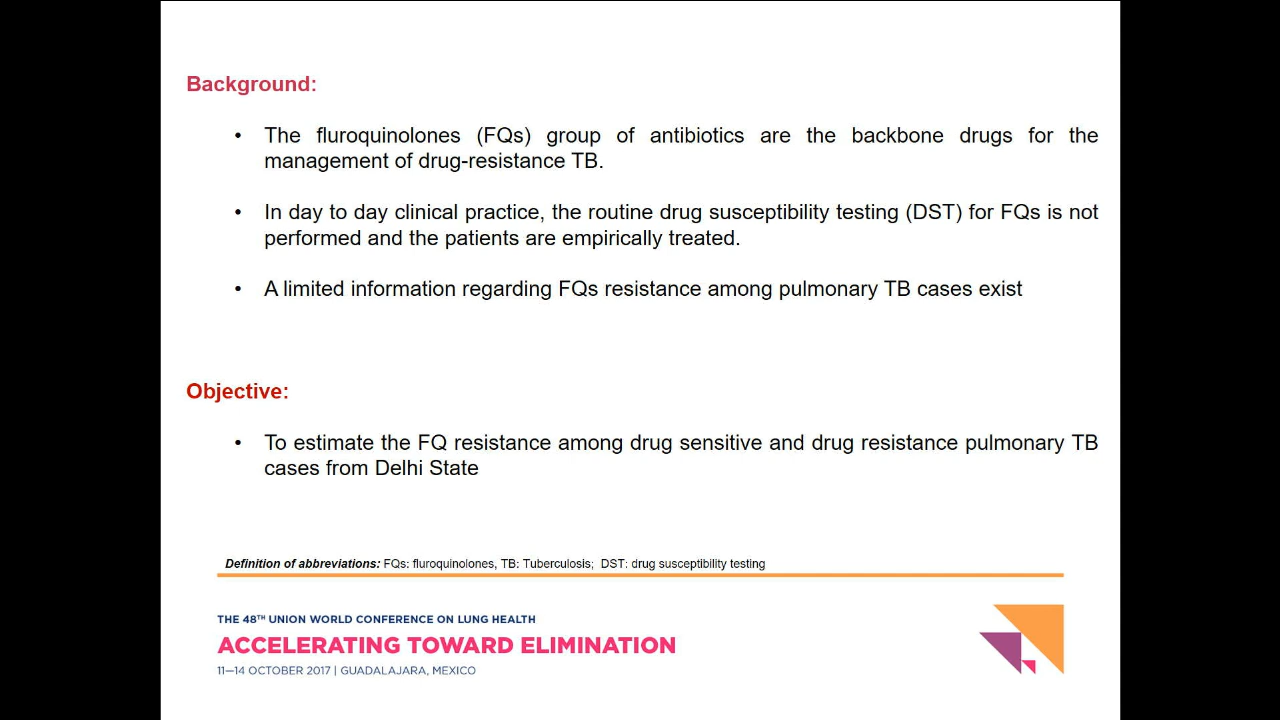 Background:
• The fluroquinolones (FQs) group of antibiotics are the backbone drugs for the
management of drug-resistance TB.
• In day to day clinical practice, the routine drug susceptibility testing (DST) for FQs is not
performed and the patients are empirically treated.
• A limited information regarding FQs resistance among pulmonary TB cases exist
Objective:
• To estimate the FQ resistance among drug sensitive and drug resistance pulmonary TB
cases from Delhi State
Definition of abbreviations: FQs: fluroquinolones, TB: Tuberculosis; DST: drug susceptibility testing
THE 48TH UNION WORLD CONFERENCE ON LUNG HEALTH
ACCELERATING TOWARD ELIMINATION
11—14 OCTOBER 2017 | GUADALAJARA, MEXICO